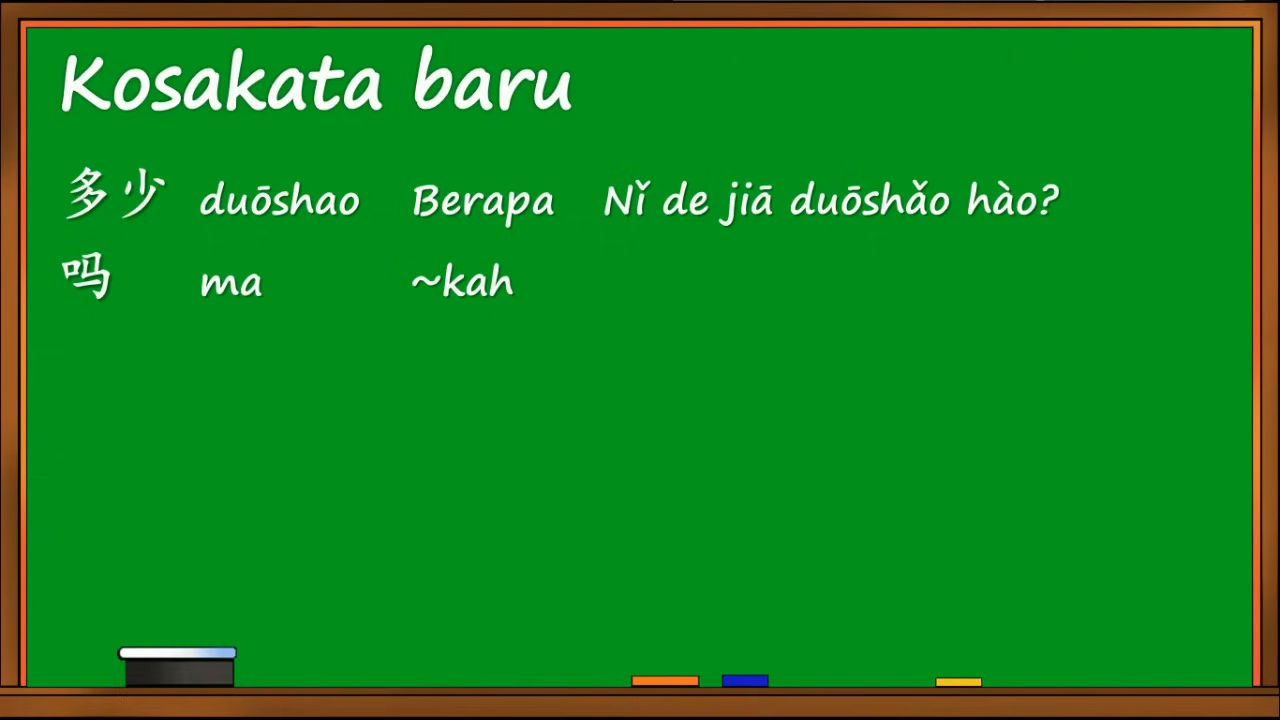 Kosakata baru
多少 duōshao Berapa Nǐ de jiā duōshǎo hào?
吗 ma ~kah